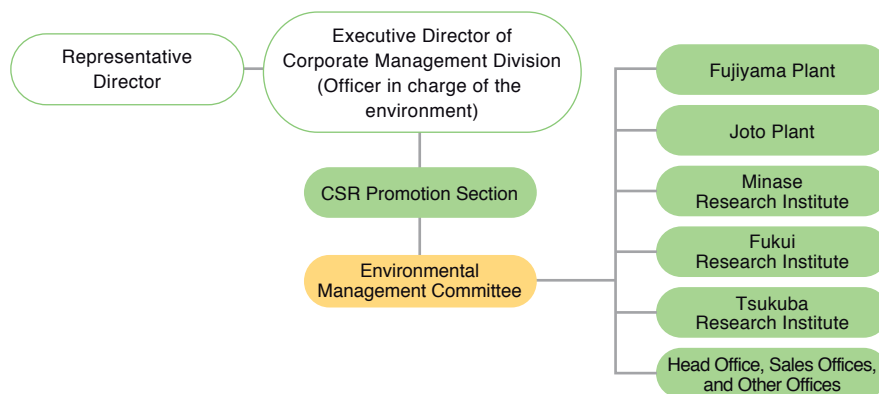 Representative
Director
Executive Director of
Corporate Management Division
(Officer in charge of the
environment)
CSR Promotion Section
Environmental
Management Committee
Fujiyama Plant
Joto Plant
Minase
Research Institute
Fukui
Research Institute
Tsukuba
Research Institute
Head Office, Sales Offices,
and Other Offices